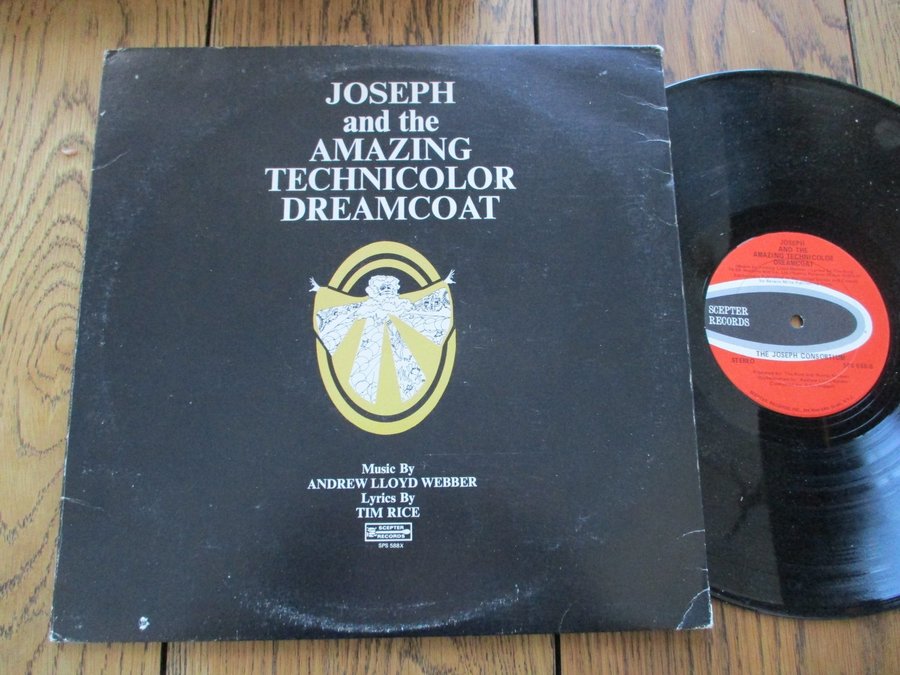 JOSEPH
and the
AMAZING
TECHNICOLOR
DREAMCOAT
Music By
ANDREW LLOYD WEBBER
Lyrics By
TIM RICE
SCEPTER
RECORDS
SPS 588X
JOSEPH
AND THE
AMAZING TECHNICOLOR
DREAMCOAT
SCEPTER
RECORDS
THE JOSEPH CONSORTIUM
STEREO